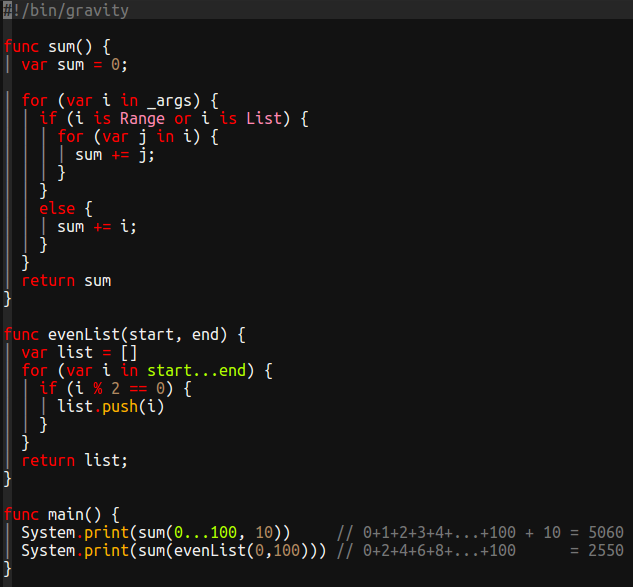 #!/bin/gravity

func sum() {
  var sum = 0;

  for (var i in _args) {
    if (i is Range or i is List) {
      for (var j in i) {
        sum += j;
      }
    }
    else {
      sum += i;
    }
  }
  return sum
}

func evenList(start, end) {
  var list = []
  for (var i in start...end) {
    if (i % 2 == 0) {
      list.push(i)
    }
  }
  return list;
}

func main() {
  System.print(sum(0...100, 10))     // 0+1+2+3+4+...+100 + 10 = 5060
  System.print(sum(evenList(0,100))) // 0+2+4+6+8+...+100      = 2550
}